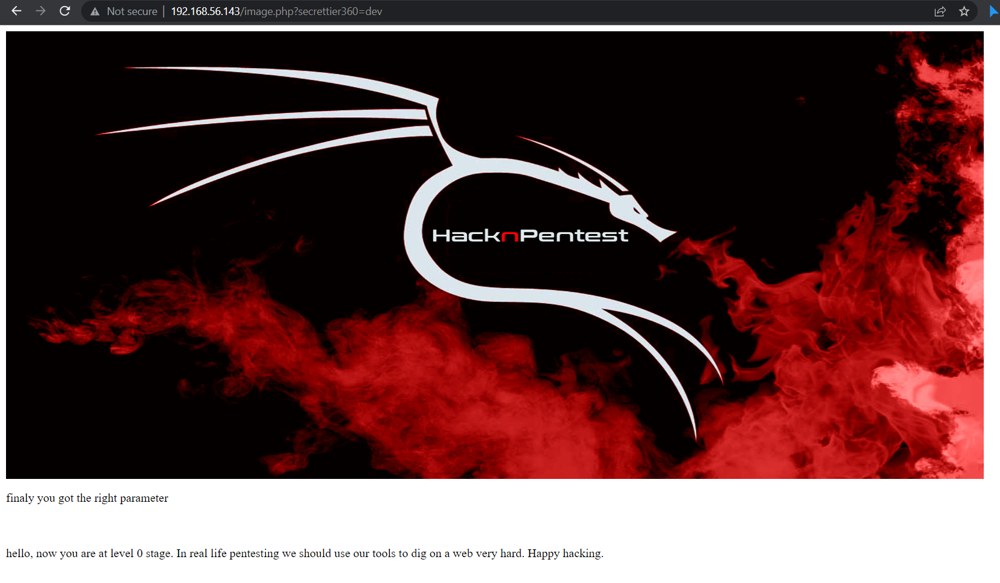 Not secure | 192.168.56.143/image.php?secrettier360=dev
HacknPentest
finaly you got the right parameter
hello, now you are at level 0 stage. In real life pentesting we should use our tools to dig on a web very hard. Happy hacking.